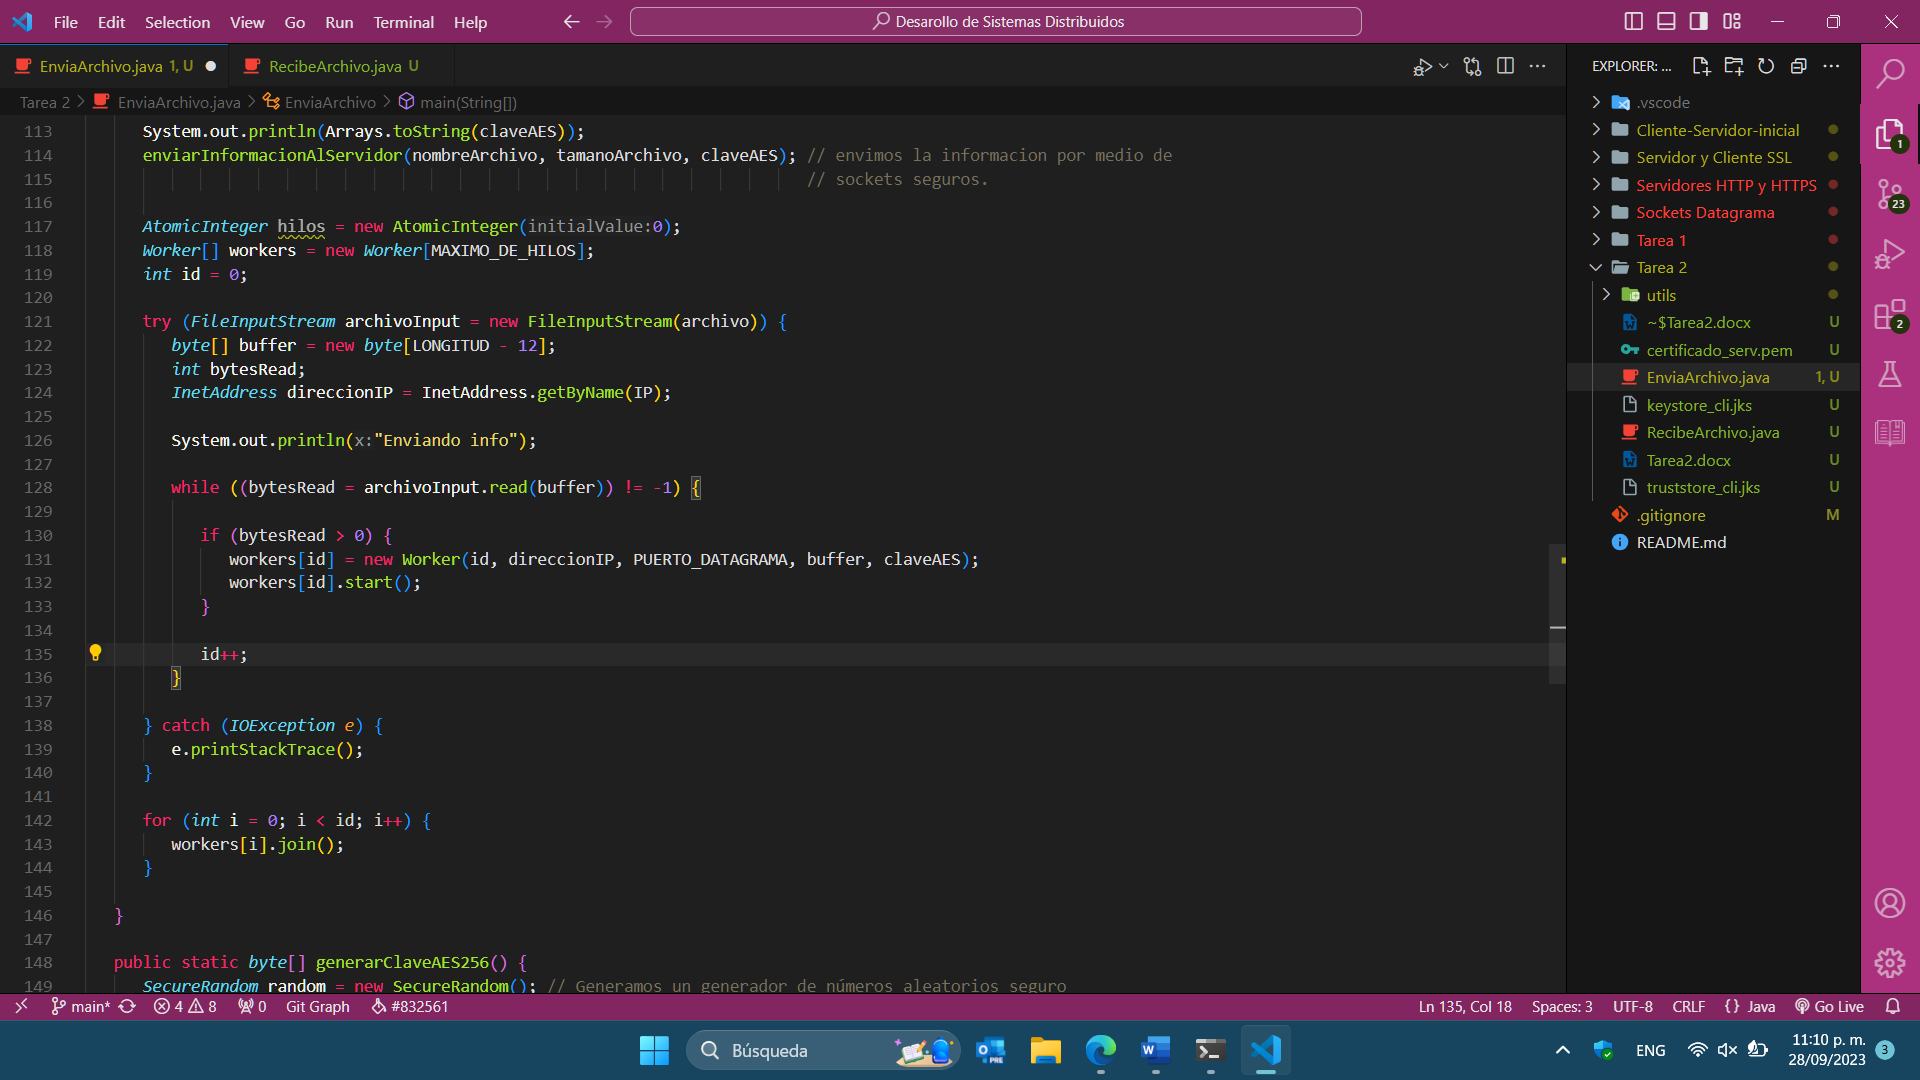 File Edit Selection View Go Run Terminal Help
Desarollo de Sistemas Distribuidos
EnviaArchivo.java 1, U
RecibeArchivo.java U
Tarea 2 > EnviaArchivo.java > EnviaArchivo > main(String[])
113 System.out.println(Arrays.toString(claveAES));
114 enviarInformacionAlServidor(nombreArchivo, tamanoArchivo, claveAES); // envimos la informacion por medio de
115 // sockets seguros.
116
117 AtomicInteger hilos = new AtomicInteger(initialValue:0);
118 Worker[] workers = new Worker[MAXIMO_DE_HILOS];
119 int id = 0;
120
121 try (FileInputStream archivoInput = new FileInputStream(archivo)) {
122 byte[] buffer = new byte[LONGITUD - 12];
123 int bytesRead;
124 InetAddress direccionIP = InetAddress.getByName(IP);
125
126 System.out.println(x:"Enviando info");
127
128 while ((bytesRead = archivoInput.read(buffer)) != -1) {
129
130 if (bytesRead > 0) {
131 workers[id] = new Worker(id, direccionIP, PUERTO_DATAGRAMA, buffer, claveAES);
132 workers[id].start();
133 }
134
135 id++;
136 }
137
138 } catch (IOException e) {
139 e.printStackTrace();
140 }
141
142 for (int i = 0; i < id; i++) {
143 workers[i].join();
144 }
145
146 }
147
148 public static byte[] generarClaveAES256() {
149 SecureRandom random = new SecureRandom(); // Generamos un generador de números aleatorios seguro
EXPLORER: ...
.vscode
Cliente-Servidor-inicial
Servidor y Cliente SSL
Servidores HTTP y HTTPS
Sockets Datagrama
Tarea 1
Tarea 2
utils
~$Tarea2.docx U
certificado_serv.pem U
EnviaArchivo.java 1, U
keystore_cli.jks U
RecibeArchivo.java U
Tarea2.docx U
truststore_cli.jks U
.gitignore M
README.md
1
23
2
main* 4 8 0 Git Graph #832561
Ln 135, Col 18 Spaces: 3 UTF-8 CRLF {} Java Go Live
Búsqueda
PRE
ENG
11:10 p. m.
28/09/2023
3